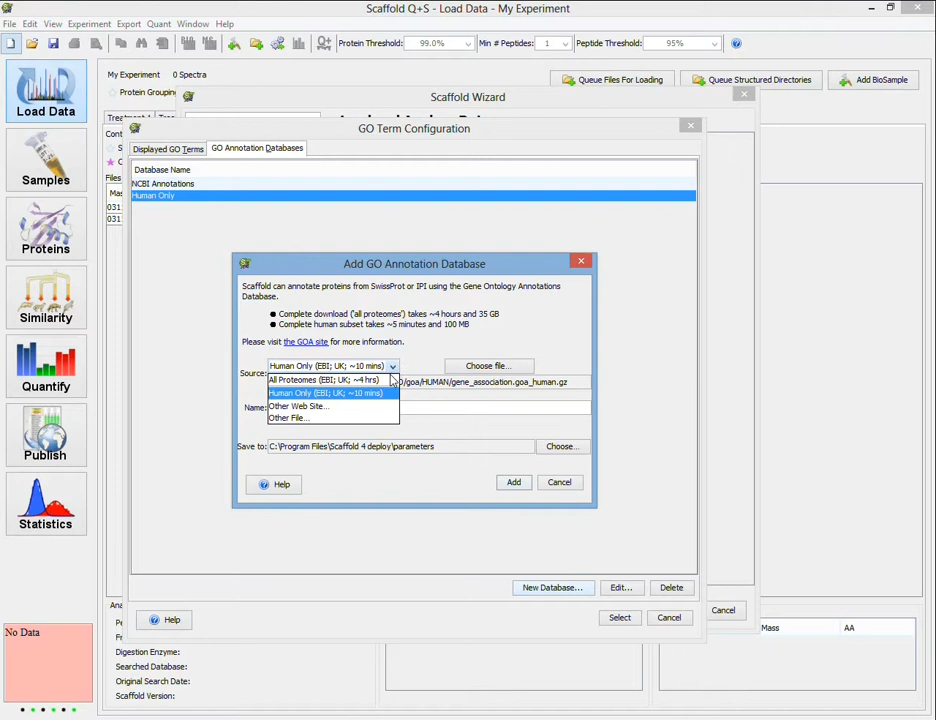 Scaffold Q+S - Load Data - My Experiment
File Edit View Experiment Export Quant Window Help
Protein Threshold: 99.0% Min # Peptides: 1 Peptide Threshold: 95%
My Experiment 0 Spectra
Queue Files For Loading Queue Structured Directories Add BioSample
Protein Grouping
Scaffold Wizard
GO Term Configuration
Displayed GO Terms GO Annotation Databases
Database Name
NCBI Annotations
Human Only
Load Data
Samples
Proteins
Similarity
Quantify
Publish
Statistics
Add GO Annotation Database
Scaffold can annotate proteins from SwissProt or IPI using the Gene Ontology Annotations
Database.
Complete download ('all proteomes') takes ~4 hours and 35 GB
Complete human subset takes ~5 minutes and 100 MB
Please visit the GOA site for more information.
Source: Human Only (EBI; UK; ~10 mins) Choose file...
All Proteomes (EBI; UK; ~4 hrs)
/goa/HUMAN/gene_association.goa_human.gz
Human Only (EBI; UK; ~10 mins)
Other Web Site...
Name:
Other File...
Save to: C:\Program Files\Scaffold 4 deploy\parameters Choose...
Help Add Cancel
New Database... Edit... Delete
Help Select Cancel
Cancel
Mass AA
No Data
Digestion Enzyme:
Searched Database:
Original Search Date:
Scaffold Version: